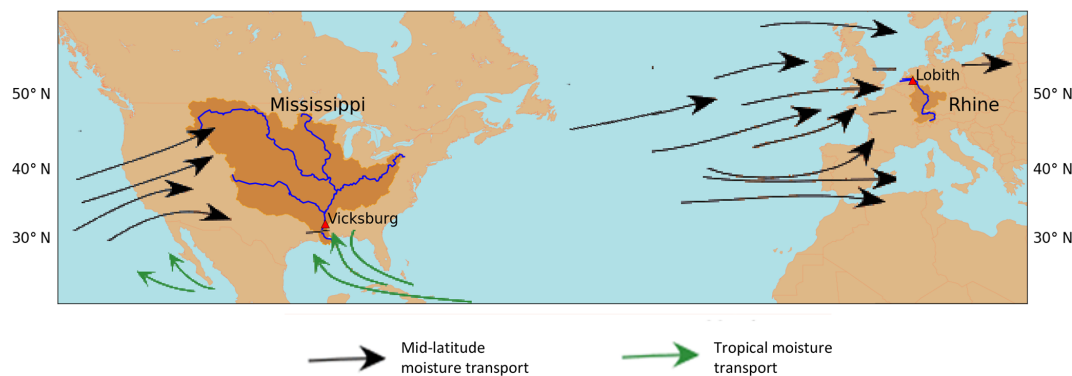 Mississippi
Lobith
50° N
50° N
Rhine
40° N
40° N
Vicksburg
30° N
30° N
Mid-latitude
moisture transport
Tropical moisture
transport